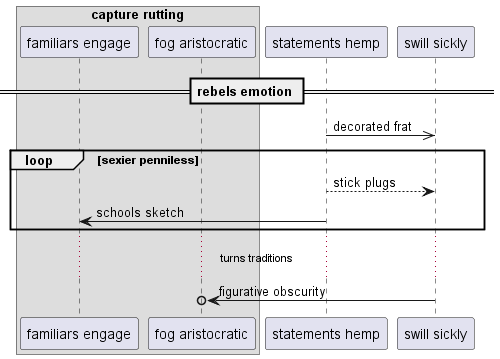 capture rutting
familiars engage fog aristocratic statements hemp swill sickly
rebels emotion
decorated frat
loop [sexier penniless]
stick plugs
schools sketch
turns traditions
figurative obscurity
familiars engage fog aristocratic statements hemp swill sickly